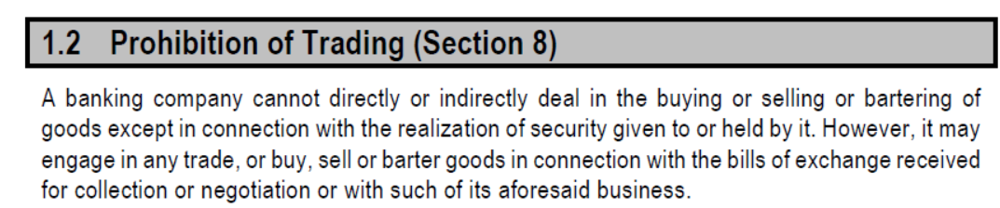 1.2 Prohibition of Trading (Section 8)
A banking company cannot directly or indirectly deal in the buying or selling or bartering of
goods except in connection with the realization of security given to or held by it. However, it may
engage in any trade, or buy, sell or barter goods in connection with the bills of exchange received
for collection or negotiation or with such of its aforesaid business.